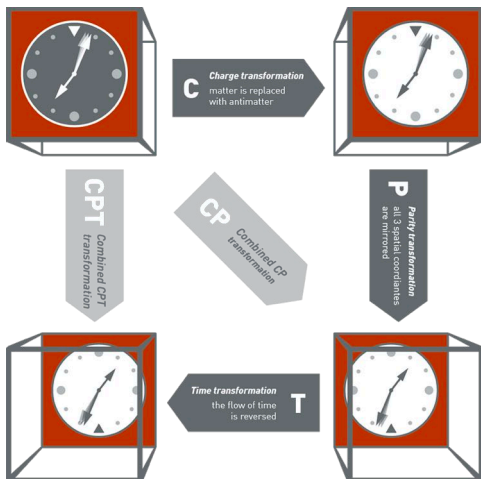 C
Charge transformation
matter is replaced
with antimatter
CPT
Combined CPT
transformation
CP
Combined CP
transformation
P
Parity transformation
all 3 spatial coordiantes
are mirrored
Time transformation
the flow of time
is reversed
T